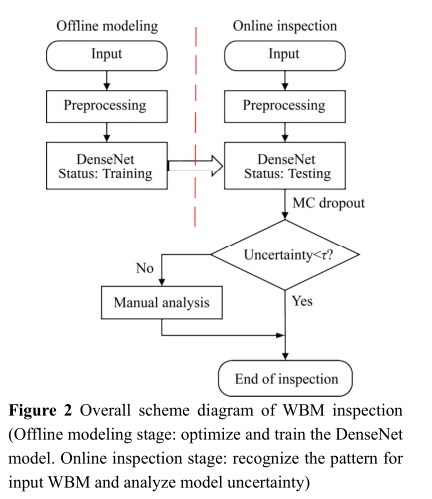 Offline modeling
Online inspection
Input
Input
Preprocessing
Preprocessing
DenseNet
Status: Training
DenseNet
Status: Testing
MC dropout
Uncertainty<τ?
No
Manual analysis
Yes
End of inspection
Figure 2 Overall scheme diagram of WBM inspection
(Offline modeling stage: optimize and train the DenseNet
model. Online inspection stage: recognize the pattern for
input WBM and analyze model uncertainty)